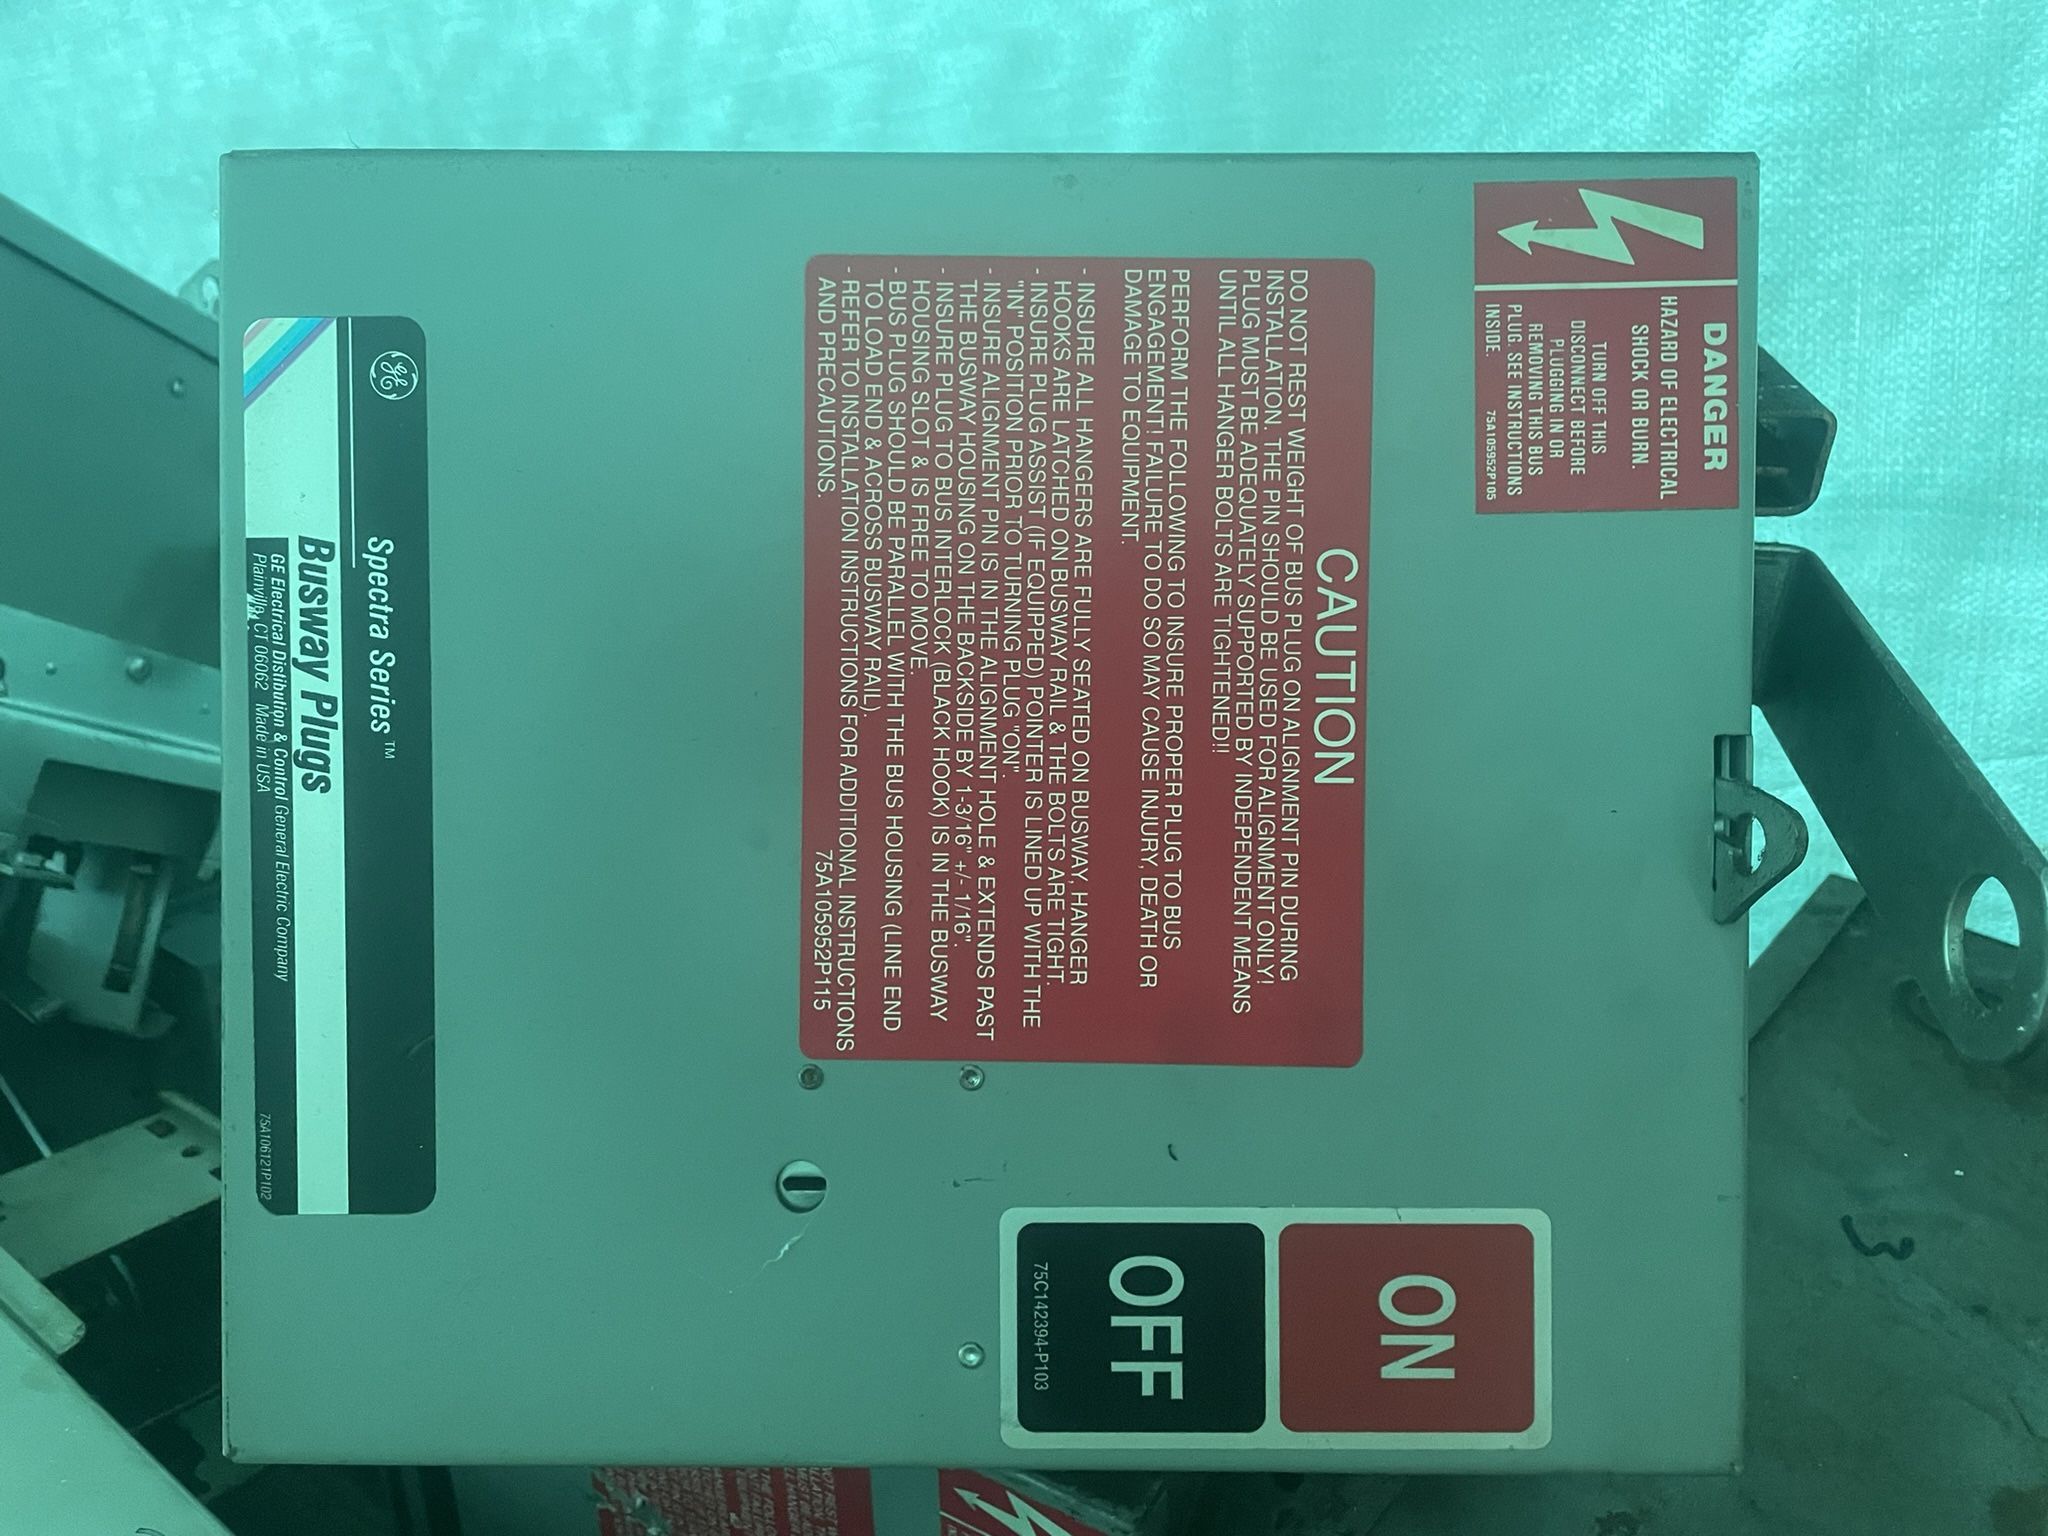 DANGER
HAZARD OF ELECTRICAL
SHOCK OR BURN.
TURN OFF THIS
DISCONNECT BEFORE
PLUGGING IN OR
REMOVING THIS BUS
PLUG. SEE INSTRUCTIONS
INSIDE.
75A105952P105
CAUTION
DO NOT REST WEIGHT OF BUS PLUG ON ALIGNMENT PIN DURING
INSTALLATION. THE PIN SHOULD BE USED FOR ALIGNMENT ONLY!
PLUG MUST BE ADEQUATELY SUPPORTED BY INDEPENDENT MEANS
UNTIL ALL HANGER BOLTS ARE TIGHTENED!!
PERFORM THE FOLLOWING TO INSURE PROPER PLUG TO BUS
ENGAGEMENT! FAILURE TO DO SO MAY CAUSE INJURY, DEATH OR
DAMAGE TO EQUIPMENT.
- INSURE ALL HANGERS ARE FULLY SEATED ON BUSWAY, HANGER
HOOKS ARE LATCHED ON BUSWAY RAIL & THE BOLTS ARE TIGHT.
- INSURE PLUG ASSIST (IF EQUIPPED) POINTER IS LINED UP WITH THE
"IN" POSITION PRIOR TO TURNING PLUG "ON".
- INSURE ALIGNMENT PIN IS IN THE ALIGNMENT HOLE & EXTENDS PAST
THE BUSWAY HOUSING ON THE BACKSIDE BY 1-3/16" +/- 1/16".
- INSURE PLUG TO BUS INTERLOCK (BLACK HOOK) IS IN THE BUSWAY
HOUSING SLOT & IS FREE TO MOVE.
- BUS PLUG SHOULD BE PARALLEL WITH THE BUS HOUSING (LINE END
TO LOAD END & ACROSS BUSWAY RAIL).
- REFER TO INSTALLATION INSTRUCTIONS FOR ADDITIONAL INSTRUCTIONS
AND PRECAUTIONS.
75A105952P115
ON
OFF
75C142394-P103
GE
Spectra Series™
Busway Plugs
GE Electrical Distibution & Control General Electric Company
Plainville, CT 06062 Made in USA
75A106121P102